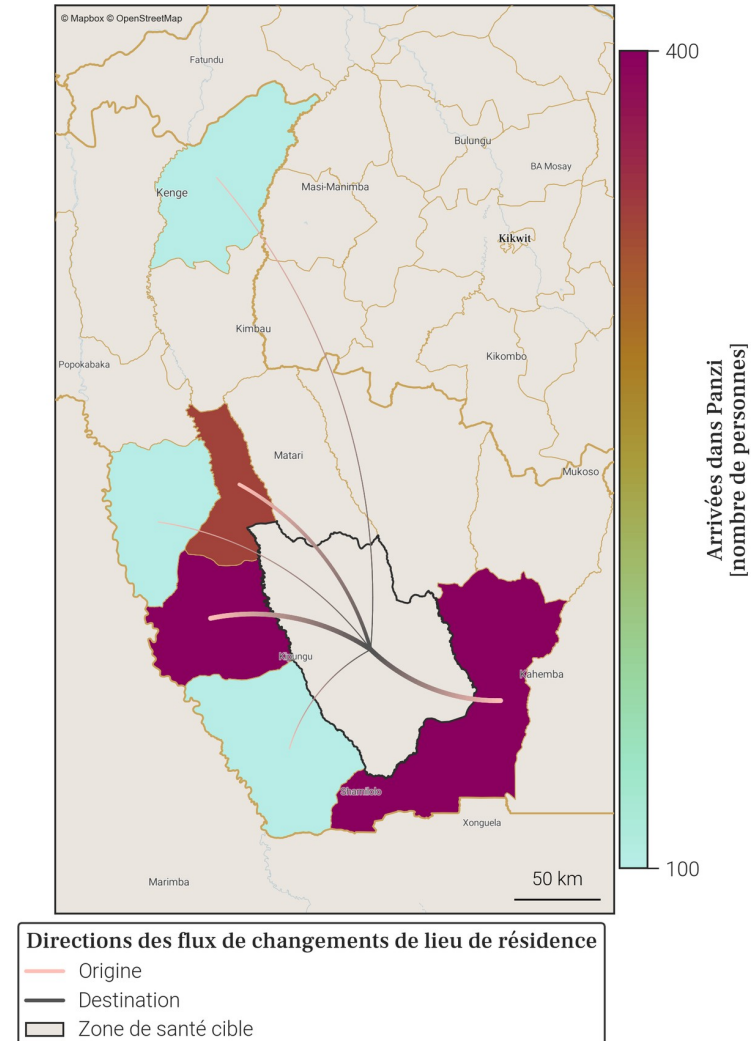 © Mapbox © OpenStreetMap
Fatundu
Bulungu
BA Mosay
Masi-Manimba
Kenge
Kikwit
Kimbau
Kikombo
Popokabaka
Matari
Mukoso
Kahemba
Shamilolo
Xonguela
Marimba
50 km
400
100
Arrivées dans Panzi
[nombre de personnes]
Directions des flux de changements de lieu de résidence
Origine
Destination
Zone de santé cible